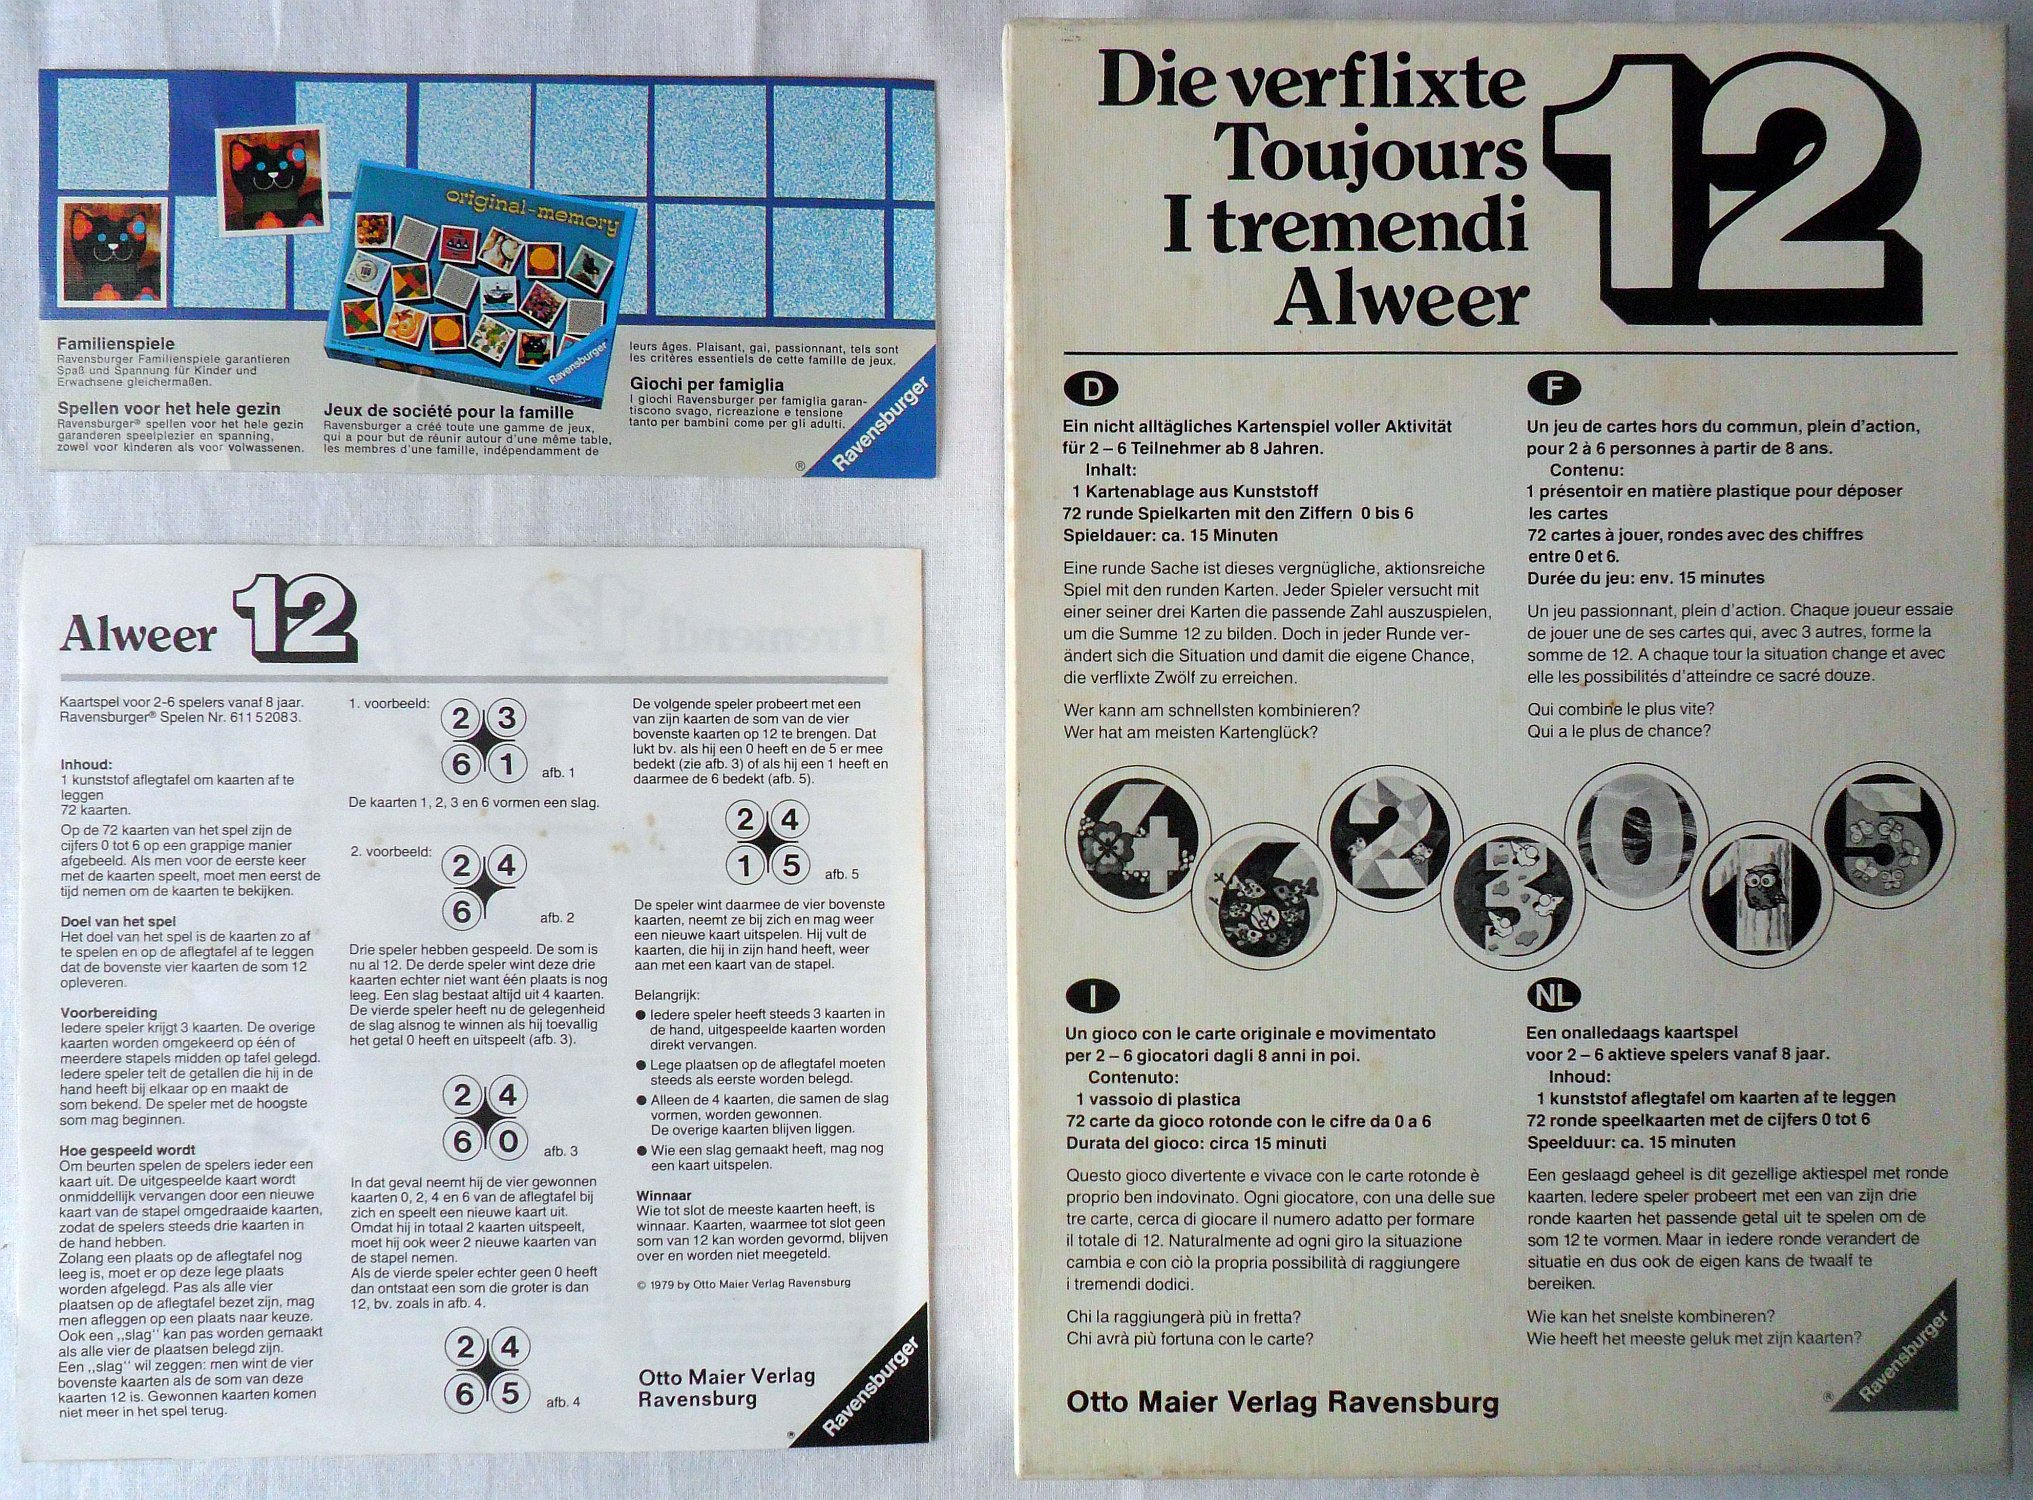 original-memory
Ravensburger
Familienspiele
Ravensburger Familienspiele garantieren
Spaß und Spannung für Kinder und
Erwachsene gleichermaßen.
Spellen voor het hele gezin
Ravensburger® spellen voor het hele gezin
garanderen speelplezier en spanning,
zowel voor kinderen als voor volwassenen.
Jeux de société pour la famille
Ravensburger a créé toute une gamme de jeux,
qui a pour but de réunir autour d'une même table,
les membres d'une famille, indépendamment de
leurs âges. Plaisant, gai, passionnant, tels sont
les critères essentiels de cette famille de jeux.
Giochi per famiglia
I giochi Ravensburger per famiglia garan-
tiscono svago, ricreazione e tensione
tanto per bambini come per gli adulti.
®
Ravensburger
Alweer 12
Kaartspel voor 2-6 spelers vanaf 8 jaar.
Ravensburger® Spelen Nr. 611 5 208 3.
Inhoud:
1 kunststof aflegtafel om kaarten af te
leggen
72 kaarten.
Op de 72 kaarten van het spel zijn de
cijfers 0 tot 6 op een grappige manier
afgebeeld. Als men voor de eerste keer
met de kaarten speelt, moet men eerst de
tijd nemen om de kaarten te bekijken.
Doel van het spel
Het doel van het spel is de kaarten zo af
te spelen en op de aflegtafel af te leggen
dat de bovenste vier kaarten de som 12
opleveren.
Voorbereiding
Iedere speler krijgt 3 kaarten. De overige
kaarten worden omgekeerd op één of
meerdere stapels midden op tafel gelegd.
Iedere speler telt de getallen die hij in de
hand heeft bij elkaar op en maakt de
som bekend. De speler met de hoogste
som mag beginnen.
Hoe gespeeld wordt
Om beurten spelen de spelers ieder een
kaart uit. De uitgespeelde kaart wordt
onmiddellijk vervangen door een nieuwe
kaart van de stapel omgedraaide kaarten,
zodat de spelers steeds drie kaarten in
de hand hebben.
Zolang een plaats op de aflegtafel nog
leeg is, moet er op deze lege plaats
worden afgelegd. Pas als alle vier
plaatsen op de aflegtafel bezet zijn, mag
men afleggen op een plaats naar keuze.
Ook een „slag" kan pas worden gemaakt
als alle vier de plaatsen belegd zijn.
Een „slag" wil zeggen: men wint de vier
bovenste kaarten als de som van deze
kaarten 12 is. Gewonnen kaarten komen
niet meer in het spel terug.
1. voorbeeld:
2 3
6 1
afb. 1
De kaarten 1, 2, 3 en 6 vormen een slag.
2. voorbeeld:
2 4
6
afb. 2
Drie speler hebben gespeeld. De som is
nu al 12. De derde speler wint deze drie
kaarten echter niet want één plaats is nog
leeg. Een slag bestaat altijd uit 4 kaarten.
De vierde speler heeft nu de gelegenheid
de slag alsnog te winnen als hij toevallig
het getal 0 heeft en uitspeelt (afb. 3).
2 4
6 0
afb. 3
In dat geval neemt hij de vier gewonnen
kaarten 0, 2, 4 en 6 van de aflegtafel bij
zich en speelt een nieuwe kaart uit.
Omdat hij in totaal 2 kaarten uitspeelt,
moet hij ook weer 2 nieuwe kaarten van
de stapel nemen.
Als de vierde speler echter geen 0 heeft
dan ontstaat een som die groter is dan
12, bv. zoals in afb. 4.
2 4
6 5
afb. 4
De volgende speler probeert met een
van zijn kaarten de som van de vier
bovenste kaarten op 12 te brengen. Dat
lukt bv. als hij een 0 heeft en de 5 er mee
bedekt (zie afb. 3) of als hij een 1 heeft en
daarmee de 6 bedekt (afb. 5).
2 4
1 5
afb. 5
De speler wint daarmee de vier bovenste
kaarten, neemt ze bij zich en mag weer
een nieuwe kaart uitspelen. Hij vult de
kaarten, die hij in zijn hand heeft, weer
aan met een kaart van de stapel.
Belangrijk:
● Iedere speler heeft steeds 3 kaarten in
de hand, uitgespeelde kaarten worden
direkt vervangen.
● Lege plaatsen op de aflegtafel moeten
steeds als eerste worden belegd.
● Alleen de 4 kaarten, die samen de slag
vormen, worden gewonnen.
De overige kaarten blijven liggen.
● Wie een slag gemaakt heeft, mag nog
een kaart uitspelen.
Winnaar
Wie tot slot de meeste kaarten heeft, is
winnaar. Kaarten, waarmee tot slot geen
som van 12 kan worden gevormd, blijven
over en worden niet meegeteld.
© 1979 by Otto Maier Verlag Ravensburg
Otto Maier Verlag
Ravensburg
®
Ravensburger
Die verflixte
Toujours
I tremendi
Alweer
12
D
Ein nicht alltägliches Kartenspiel voller Aktivität
für 2 – 6 Teilnehmer ab 8 Jahren.
Inhalt:
1 Kartenablage aus Kunststoff
72 runde Spielkarten mit den Ziffern 0 bis 6
Spieldauer: ca. 15 Minuten
Eine runde Sache ist dieses vergnügliche, aktionsreiche
Spiel mit den runden Karten. Jeder Spieler versucht mit
einer seiner drei Karten die passende Zahl auszuspielen,
um die Summe 12 zu bilden. Doch in jeder Runde ver-
ändert sich die Situation und damit die eigene Chance,
die verflixte Zwölf zu erreichen.
Wer kann am schnellsten kombinieren?
Wer hat am meisten Kartenglück?
F
Un jeu de cartes hors du commun, plein d'action,
pour 2 à 6 personnes à partir de 8 ans.
Contenu:
1 présentoir en matière plastique pour déposer
les cartes
72 cartes à jouer, rondes avec des chiffres
entre 0 et 6.
Durée du jeu: env. 15 minutes
Un jeu passionnant, plein d'action. Chaque joueur essaie
de jouer une de ses cartes qui, avec 3 autres, forme la
somme de 12. A chaque tour la situation change et avec
elle les possibilités d'atteindre ce sacré douze.
Qui combine le plus vite?
Qui a le plus de chance?
4 6 2 3 0 1 5
I
Un gioco con le carte originale e movimentato
per 2 – 6 giocatori dagli 8 anni in poi.
Contenuto:
1 vassoio di plastica
72 carte da gioco rotonde con le cifre da 0 a 6
Durata del gioco: circa 15 minuti
Questo gioco divertente e vivace con le carte rotonde è
proprio ben indovinato. Ogni giocatore, con una delle sue
tre carte, cerca di giocare il numero adatto per formare
il totale di 12. Naturalmente ad ogni giro la situazione
cambia e con ciò la propria possibilità di raggiungere
i tremendi dodici.
Chi la raggiungerà più in fretta?
Chi avrà più fortuna con le carte?
NL
Een onalledaags kaartspel
voor 2 – 6 aktieve spelers vanaf 8 jaar.
Inhoud:
1 kunststof aflegtafel om kaarten af te leggen
72 ronde speelkaarten met de cijfers 0 tot 6
Speelduur: ca. 15 minuten
Een geslaagd geheel is dit gezellige aktiespel met ronde
kaarten. Iedere speler probeert met een van zijn drie
ronde kaarten het passende getal uit te spelen om de
som 12 te vormen. Maar in iedere ronde verandert de
situatie en dus ook de eigen kans de twaalf te
bereiken.
Wie kan het snelste kombineren?
Wie heeft het meeste geluk met zijn kaarten?
Otto Maier Verlag Ravensburg
®
Ravensburger